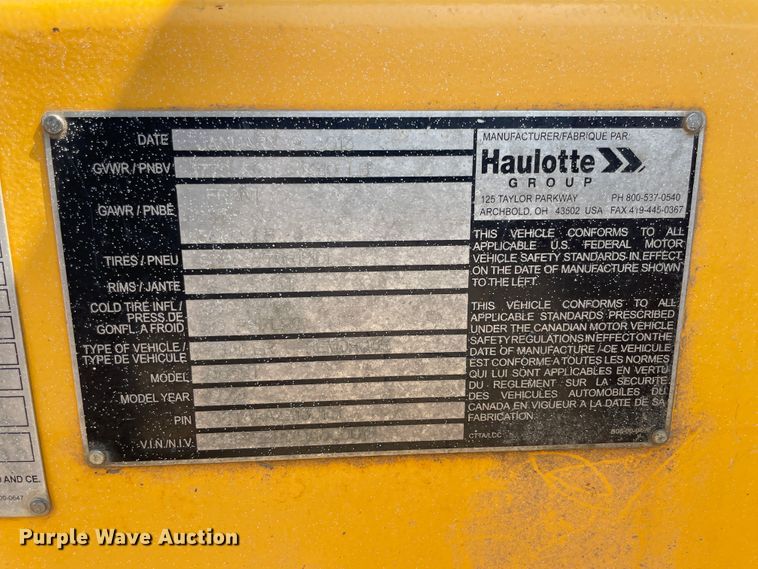 DATE
GVWR / PNBV
GAWR / PNBE
TIRES / PNEU
RIMS / JANTE
COLD TIRE INFL /
PRESS. DE
GONFL. A FROID
TYPE OF VEHICLE /
TYPE DE VEHICULE
MODEL
MODEL YEAR
PIN
V.I.N./N.I.V.
MANUFACTURER/FABRIQUE PAR:
Haulotte
GROUP
125 TAYLOR PARKWAY PH 800-537-0540
ARCHBOLD, OH 43502 USA FAX 419-445-0367
THIS VEHICLE CONFORMS TO ALL
APPLICABLE U.S. FEDERAL MOTOR
VEHICLE SAFETY STANDARDS IN EFFECT
ON THE DATE OF MANUFACTURE SHOWN
TO THE LEFT.
THIS VEHICLE CONFORMS TO ALL
APPLICABLE STANDARDS PRESCRIBED
UNDER THE CANADIAN MOTOR VEHICLE
SAFETY REGULATIONS IN EFFECT ON THE
DATE OF MANUFACTURE / CE VEHICULE
EST CONFORME A TOUTES LES NORMES
QUI LUI SONT APPLICABLES EN VERTU
DU REGLEMENT SUR LA SECURITE
DES VEHICULES AUTOMOBILES DU
CANADA EN VIGUEUR A LA DATE DE SA
FABRICATION.
CTTA/LDC
AND CE.
00-0647
Purple Wave Auction